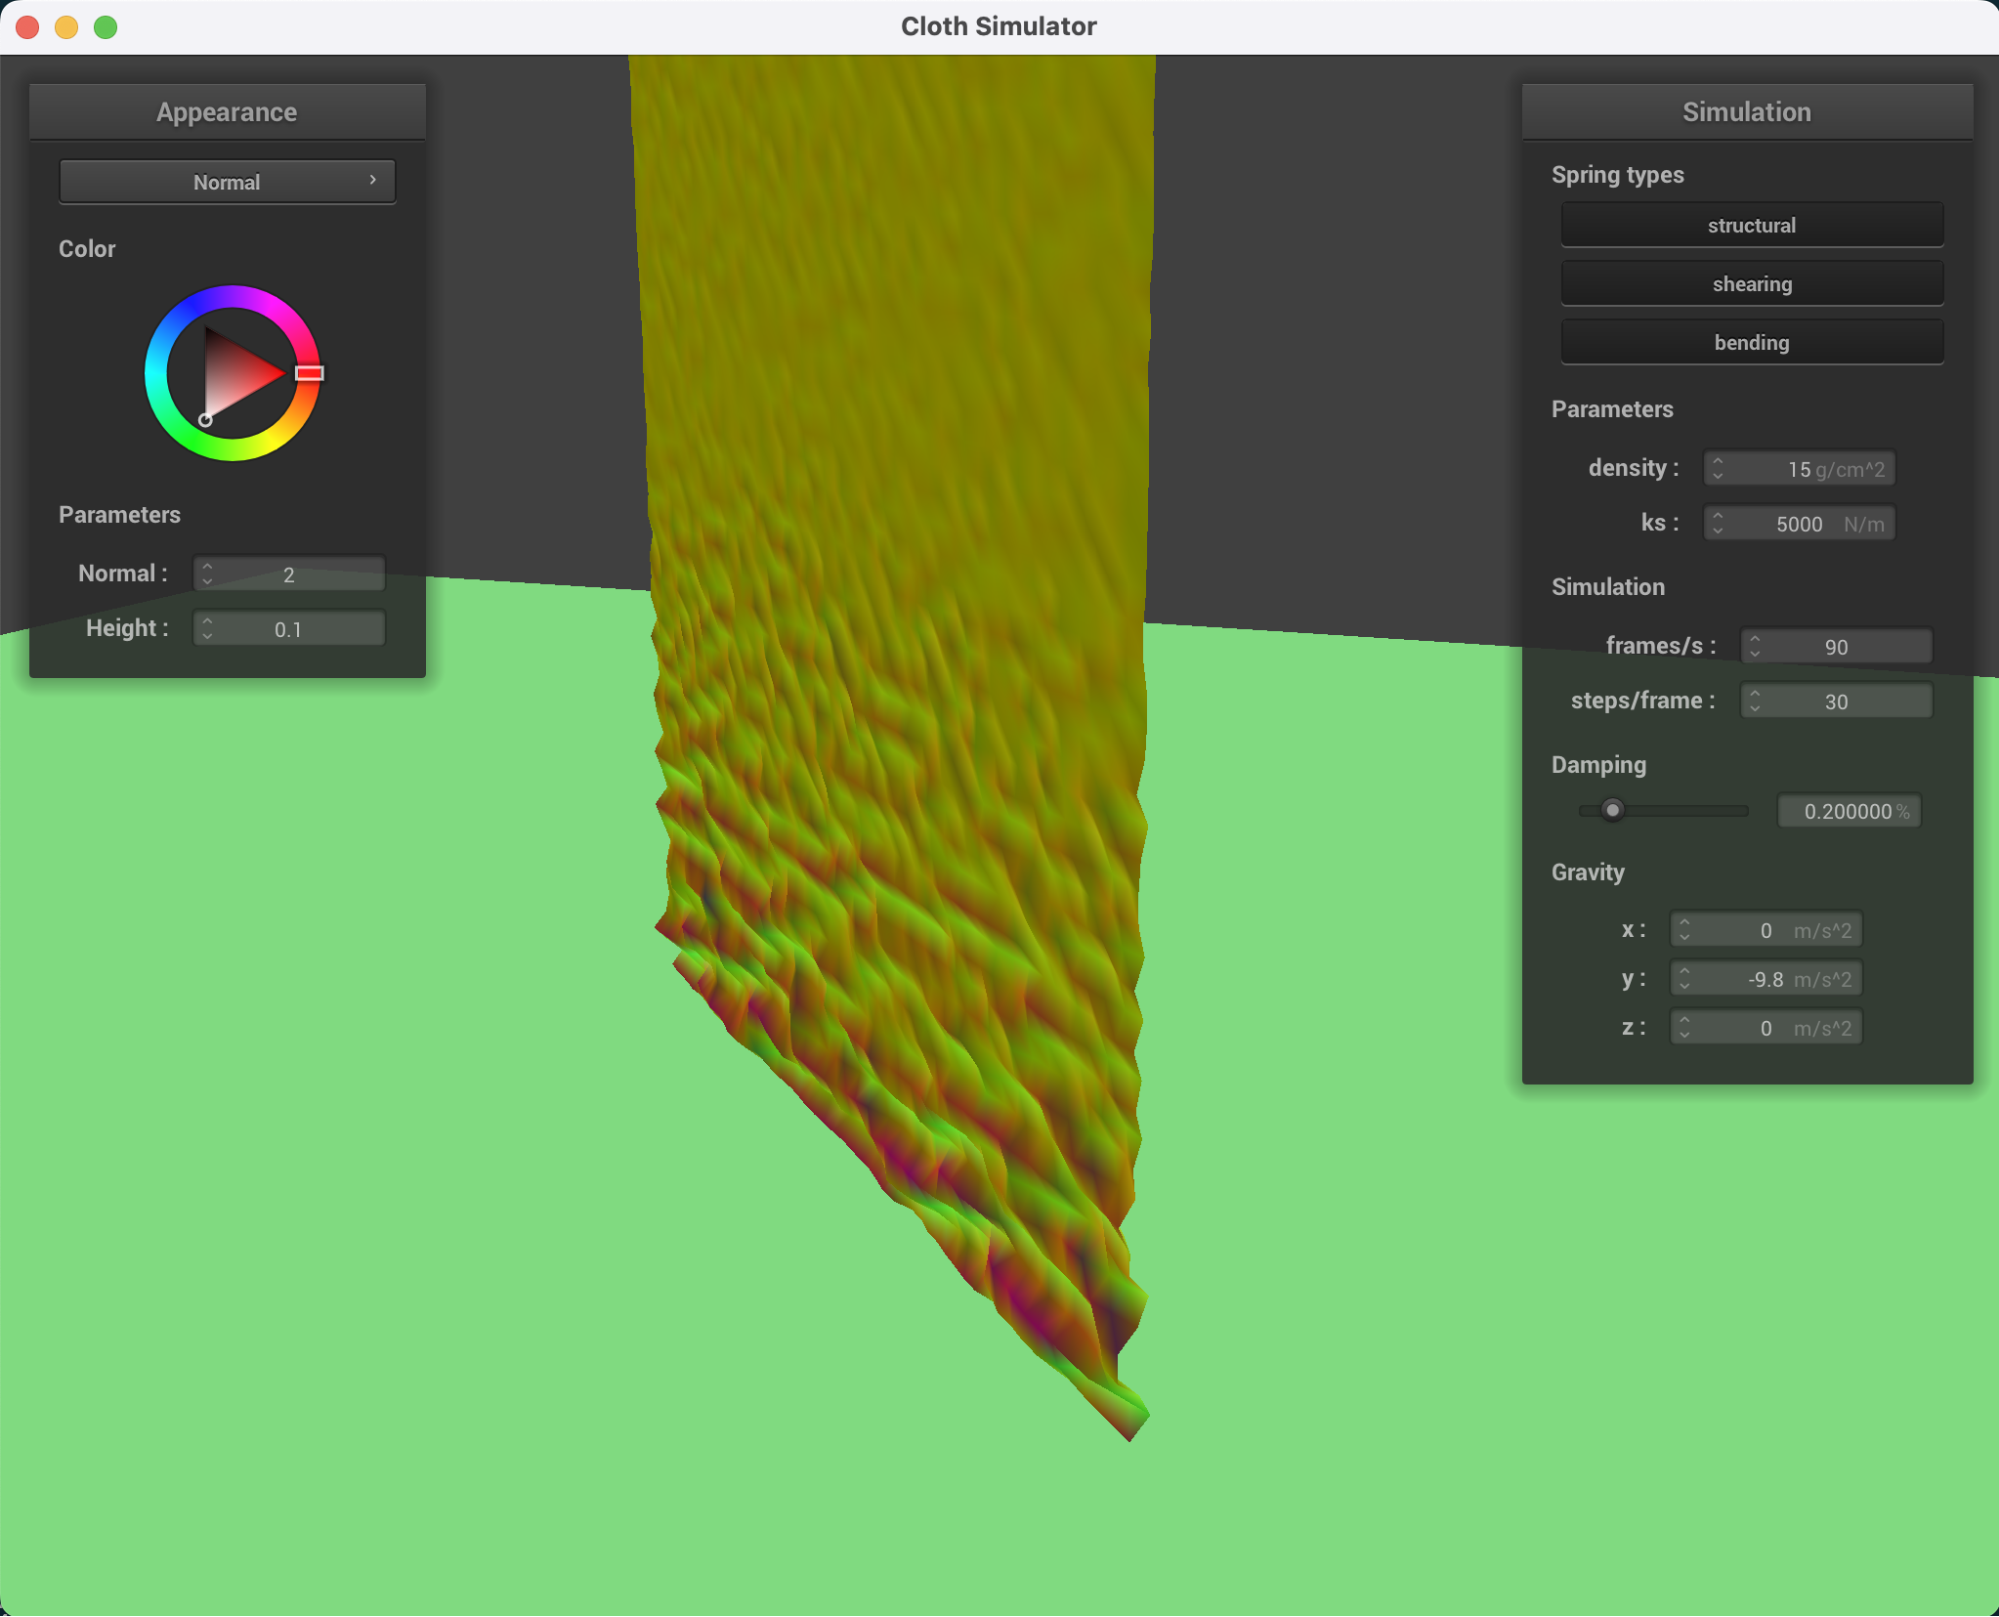 Cloth Simulator
Appearance
Normal
Color
Parameters
Normal : 2
Height : 0.1
Simulation
Spring types
structural
shearing
bending
Parameters
density : 15 g/cm^2
ks : 5000 N/m
Simulation
frames/s : 90
steps/frame : 30
Damping
0.200000 %
Gravity
x : 0 m/s^2
y : -9.8 m/s^2
z : 0 m/s^2